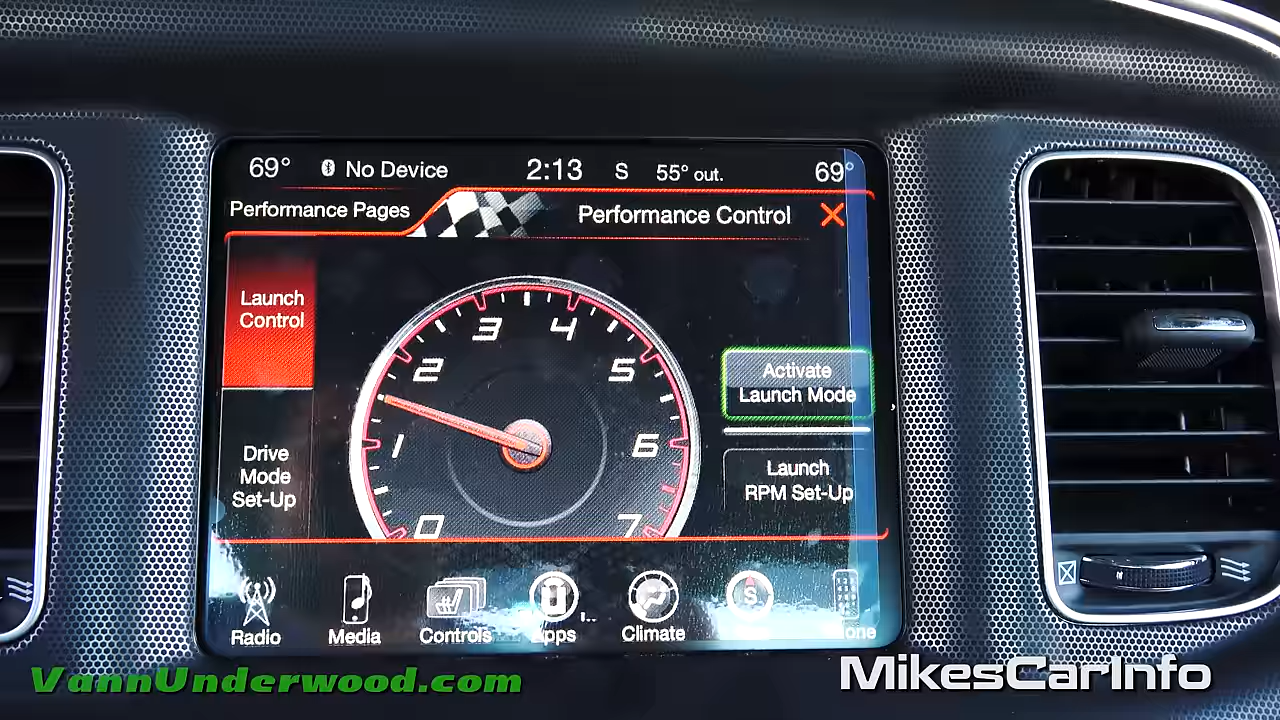 69° No Device 2:13 S 55° out. 69°
Performance Pages
Performance Control
Launch
Control
Drive
Mode
Set-Up
0
1
2
3
4
5
6
7
Activate
Launch Mode
Launch
RPM Set-Up
Radio
Media
Controls
Apps
Climate
S
VannUnderwood.com
MikesCarInfo